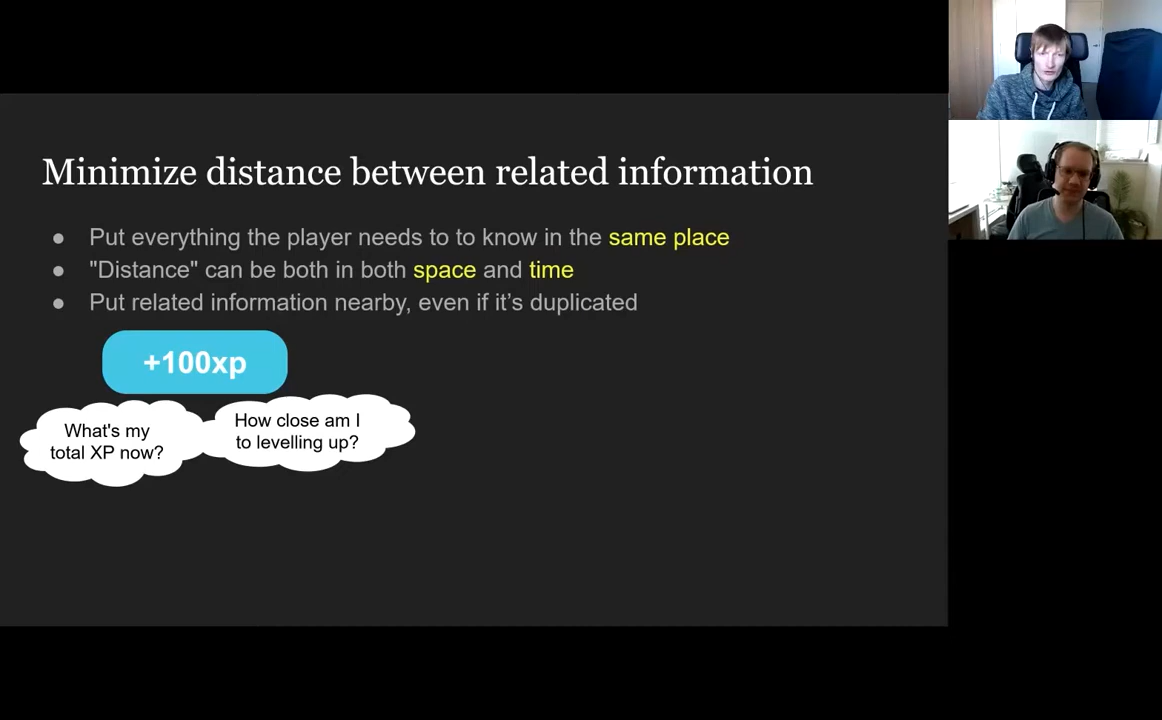 Minimize distance between related information
● Put everything the player needs to to know in the same place
● "Distance" can be both in both space and time
● Put related information nearby, even if it’s duplicated
+100xp
What's my
total XP now?
How close am I
to levelling up?